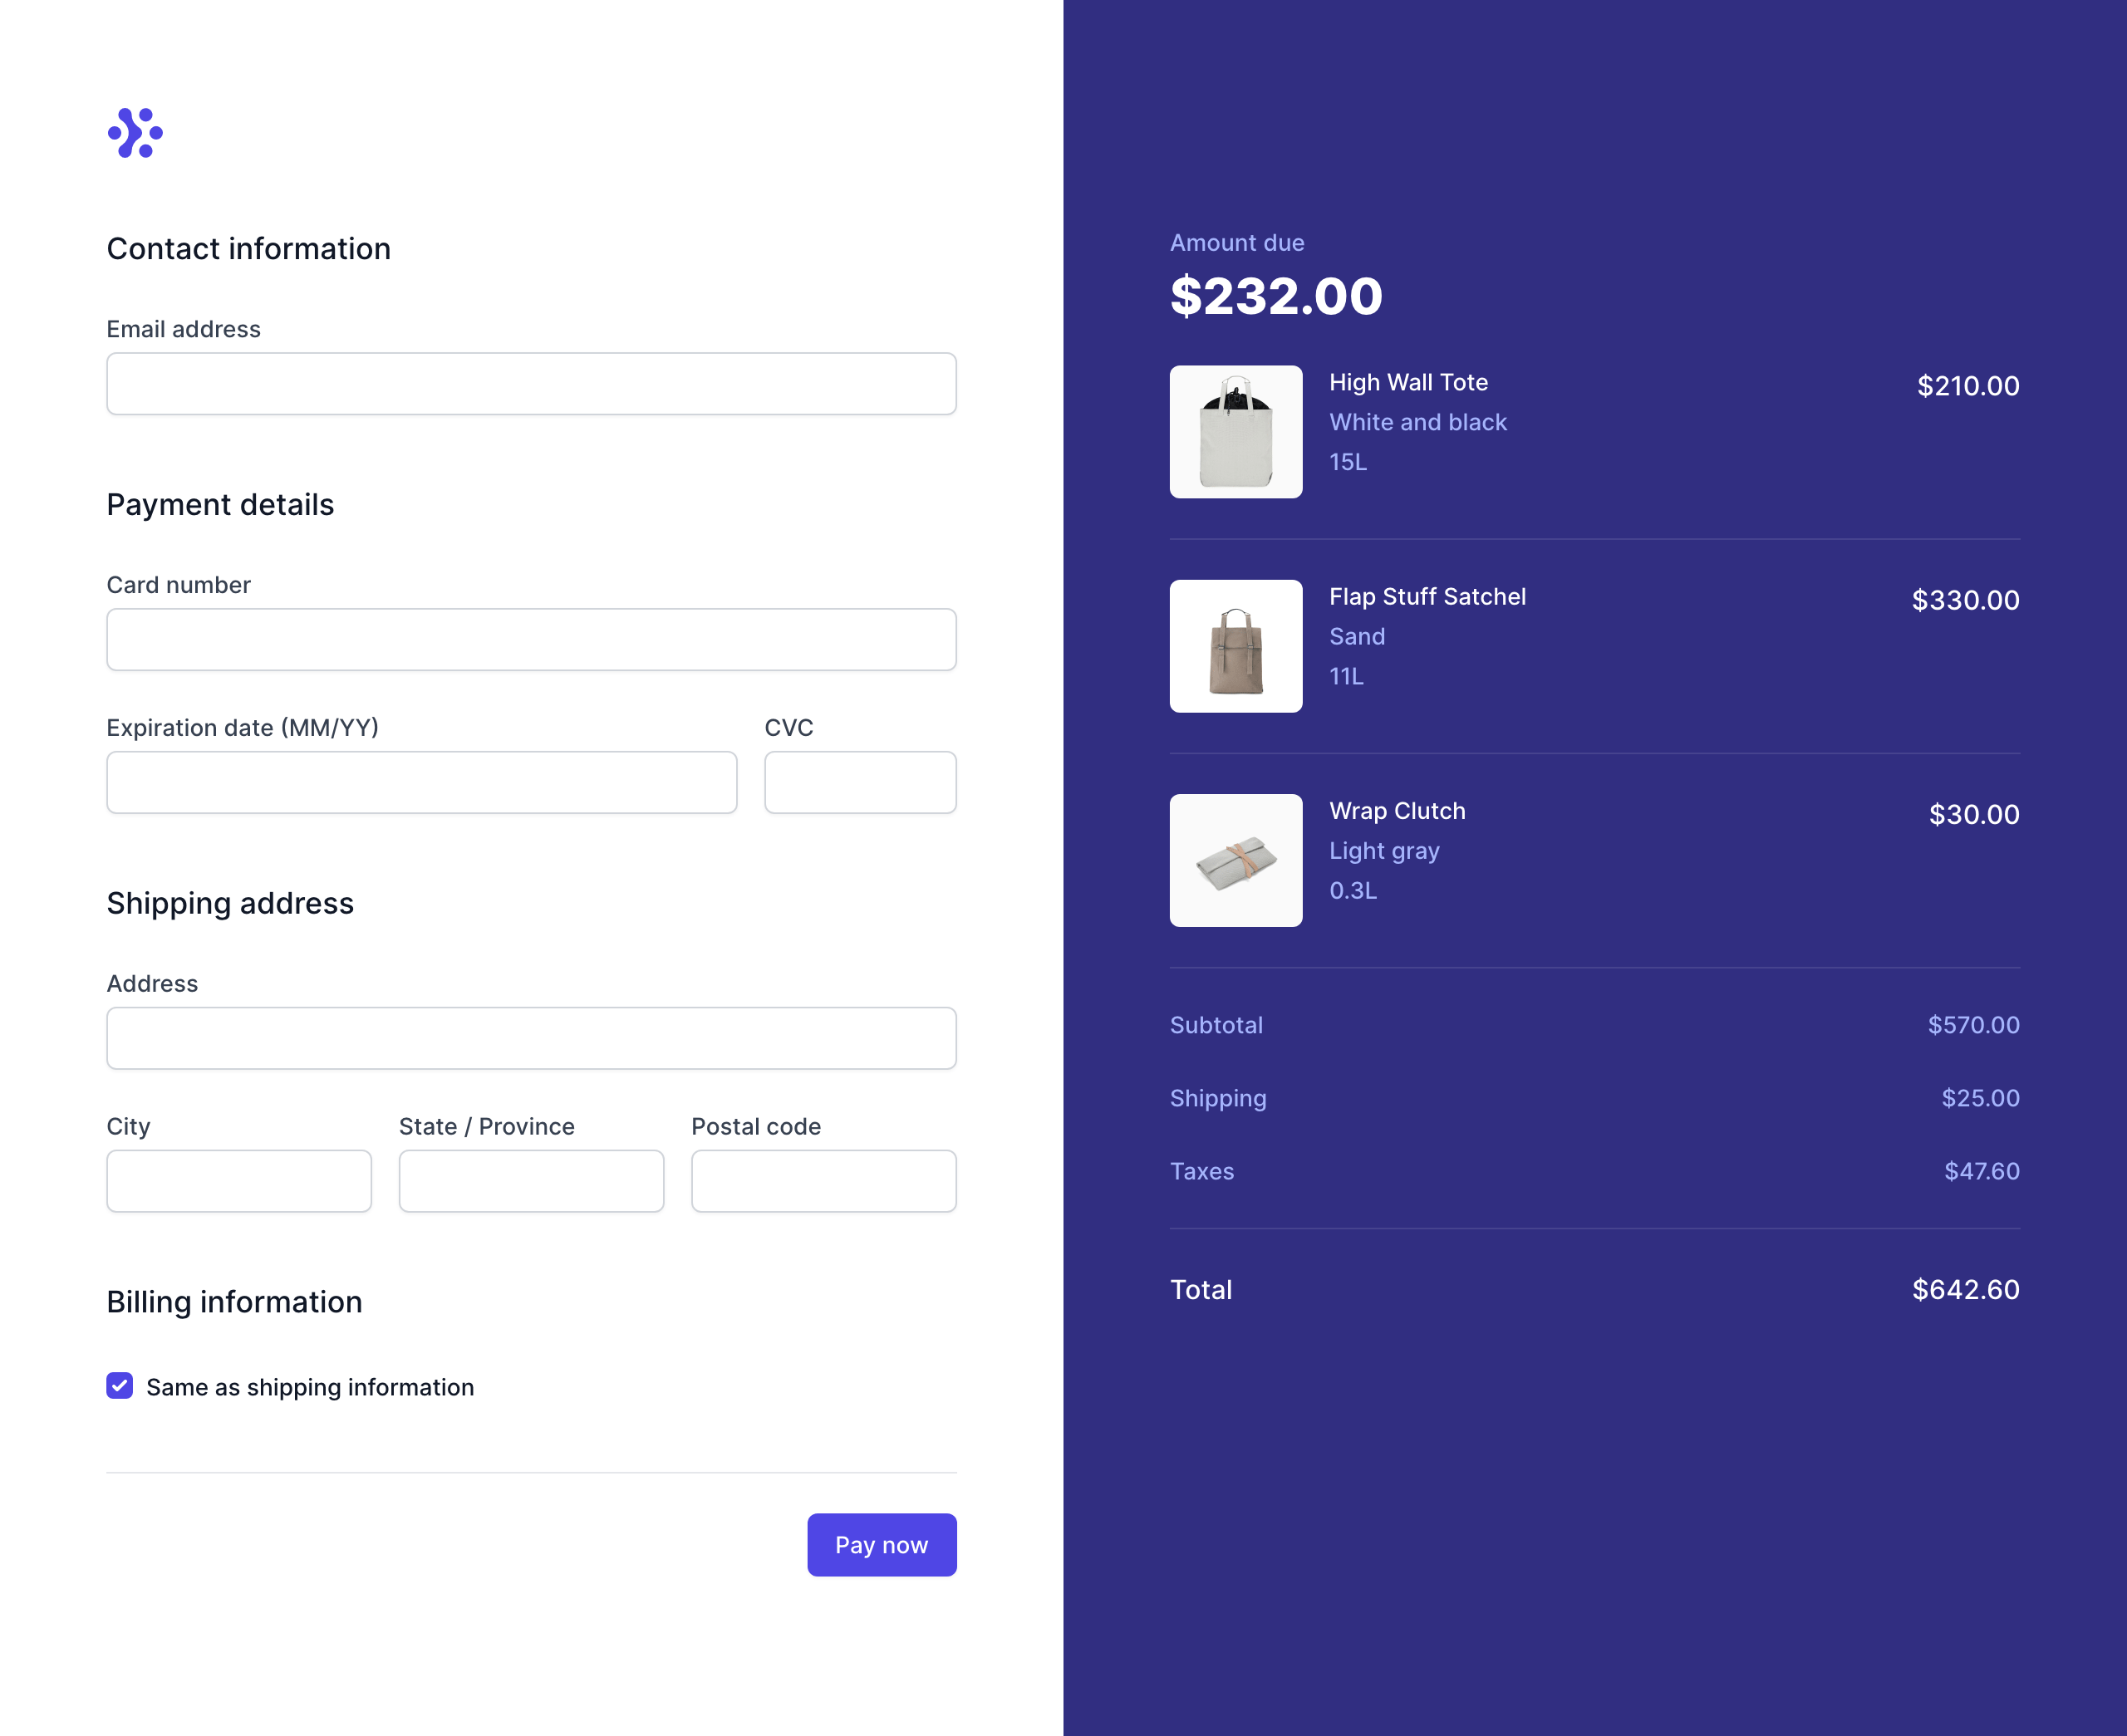 Contact information
Email address
Payment details
Card number
Expiration date (MM/YY)
CVC
Shipping address
Address
City
State / Province
Postal code
Billing information
Same as shipping information
Pay now
Amount due
$232.00
High Wall Tote
$210.00
White and black
15L
Flap Stuff Satchel
$330.00
Sand
11L
Wrap Clutch
$30.00
Light gray
0.3L
Subtotal
$570.00
Shipping
$25.00
Taxes
$47.60
Total
$642.60